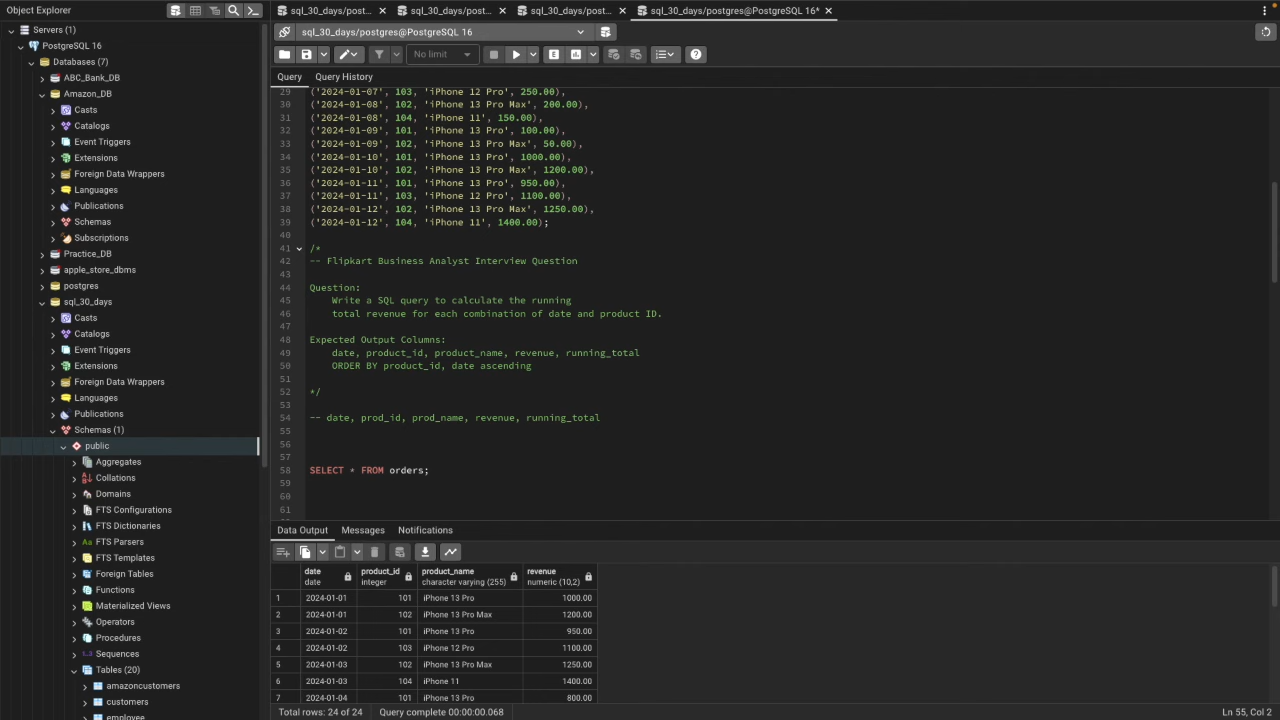 Object Explorer
sql_30_days/post...
sql_30_days/post...
sql_30_days/post...
sql_30_days/postgres@PostgreSQL 16*
Servers (1)
PostgreSQL 16
Databases (7)
ABC_Bank_DB
Amazon_DB
Casts
Catalogs
Event Triggers
Extensions
Foreign Data Wrappers
Languages
Publications
Schemas
Subscriptions
Practice_DB
apple_store_dbms
postgres
sql_30_days
Casts
Catalogs
Event Triggers
Extensions
Foreign Data Wrappers
Languages
Publications
Schemas (1)
public
Aggregates
Collations
Domains
FTS Configurations
FTS Dictionaries
Aa FTS Parsers
FTS Templates
Foreign Tables
Functions
Materialized Views
Operators
Procedures
1..3 Sequences
Tables (20)
amazoncustomers
customers
employee
sql_30_days/postgres@PostgreSQL 16
No limit
E
Query
Query History
29 ('2024-01-07', 103, 'iPhone 12 Pro', 250.00),
30 ('2024-01-08', 102, 'iPhone 13 Pro Max', 200.00),
31 ('2024-01-08', 104, 'iPhone 11', 150.00),
32 ('2024-01-09', 101, 'iPhone 13 Pro', 100.00),
33 ('2024-01-09', 102, 'iPhone 13 Pro Max', 50.00),
34 ('2024-01-10', 101, 'iPhone 13 Pro', 1000.00),
35 ('2024-01-10', 102, 'iPhone 13 Pro Max', 1200.00),
36 ('2024-01-11', 101, 'iPhone 13 Pro', 950.00),
37 ('2024-01-11', 103, 'iPhone 12 Pro', 1100.00),
38 ('2024-01-12', 102, 'iPhone 13 Pro Max', 1250.00),
39 ('2024-01-12', 104, 'iPhone 11', 1400.00);
40
41 /*
42 -- Flipkart Business Analyst Interview Question
43
44 Question:
45 Write a SQL query to calculate the running
46 total revenue for each combination of date and product ID.
47
48 Expected Output Columns:
49 date, product_id, product_name, revenue, running_total
50 ORDER BY product_id, date ascending
51
52 */
53
54 -- date, prod_id, prod_name, revenue, running_total
55
56
57
58 SELECT * FROM orders;
59
60
61
Data Output
Messages
Notifications
date date
product_id integer
product_name character varying (255)
revenue numeric (10,2)
1 2024-01-01 101 iPhone 13 Pro 1000.00
2 2024-01-01 102 iPhone 13 Pro Max 1200.00
3 2024-01-02 101 iPhone 13 Pro 950.00
4 2024-01-02 103 iPhone 12 Pro 1100.00
5 2024-01-03 102 iPhone 13 Pro Max 1250.00
6 2024-01-03 104 iPhone 11 1400.00
7 2024-01-04 101 iPhone 13 Pro 800.00
Total rows: 24 of 24
Query complete 00:00:00.068
Ln 55, Col 2